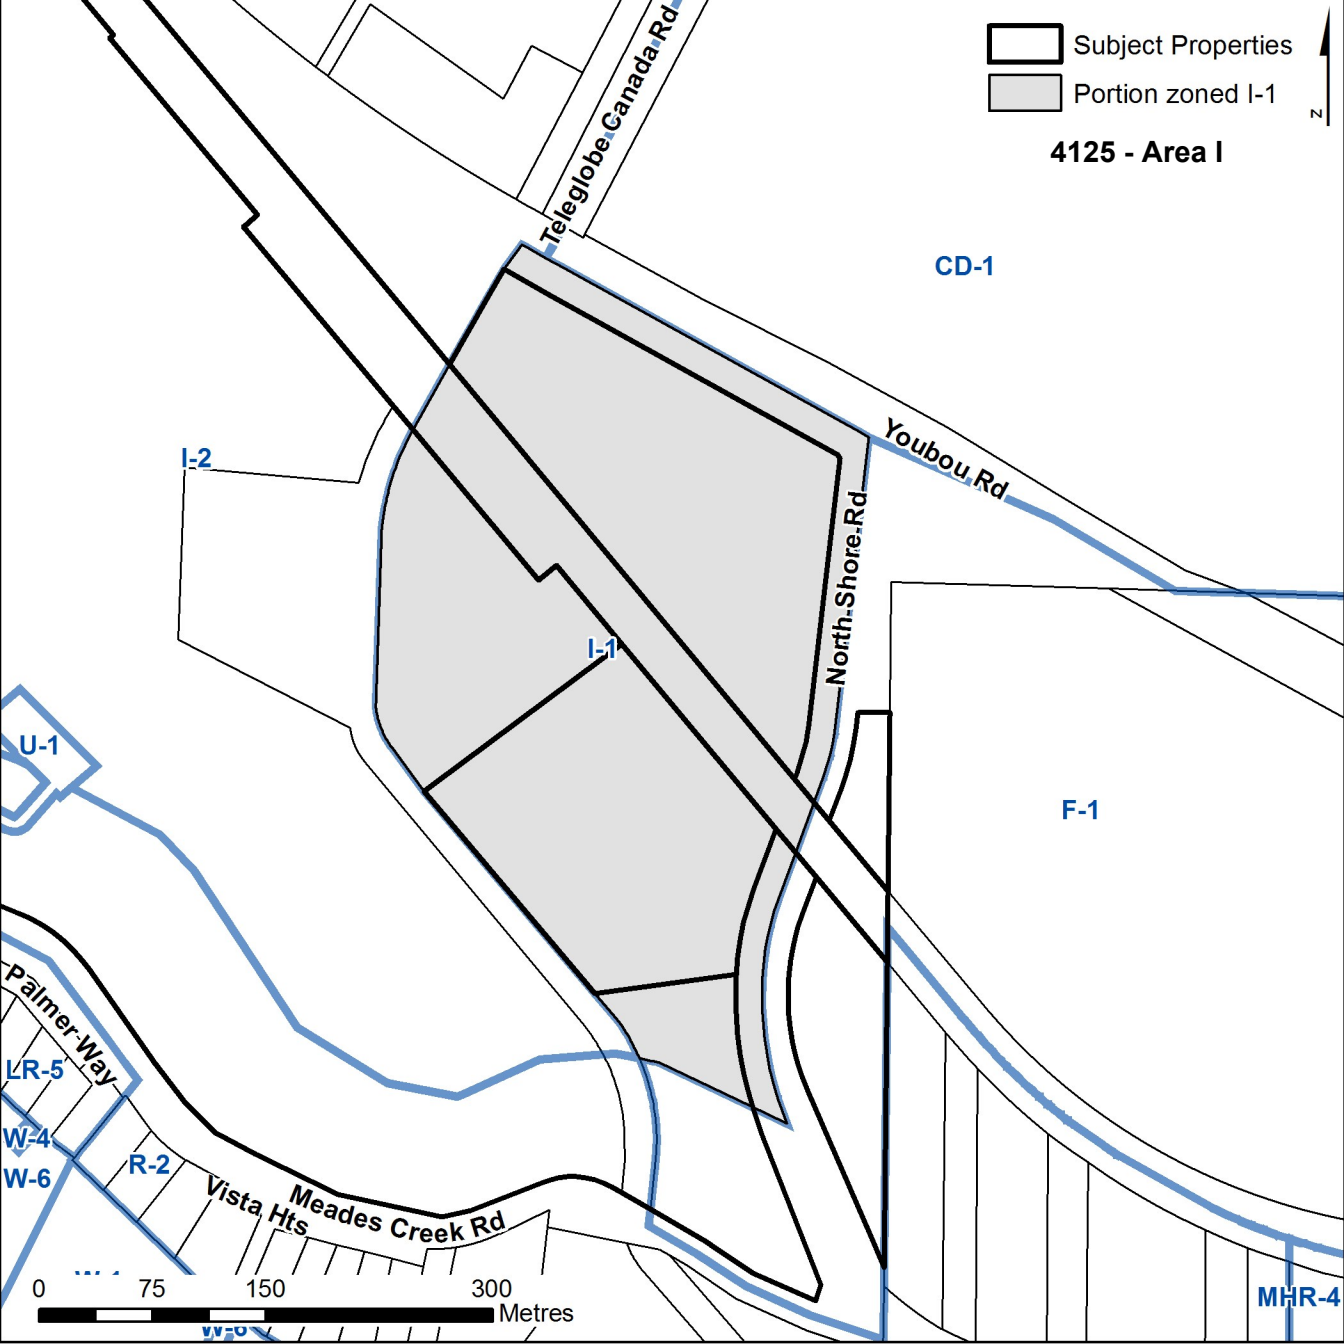 Subject Properties
Portion zoned I-1
z
4125 - Area I
Teleglobe Canada Rd
CD-1
Youbou Rd
I-2
North Shore Rd
I-1
U-1
F-1
Palmer Way
LR-5
W-4
W-6
R-2
Vista Hts
Meades Creek Rd
0 75 150 300
Metres
MHR-4
W-6